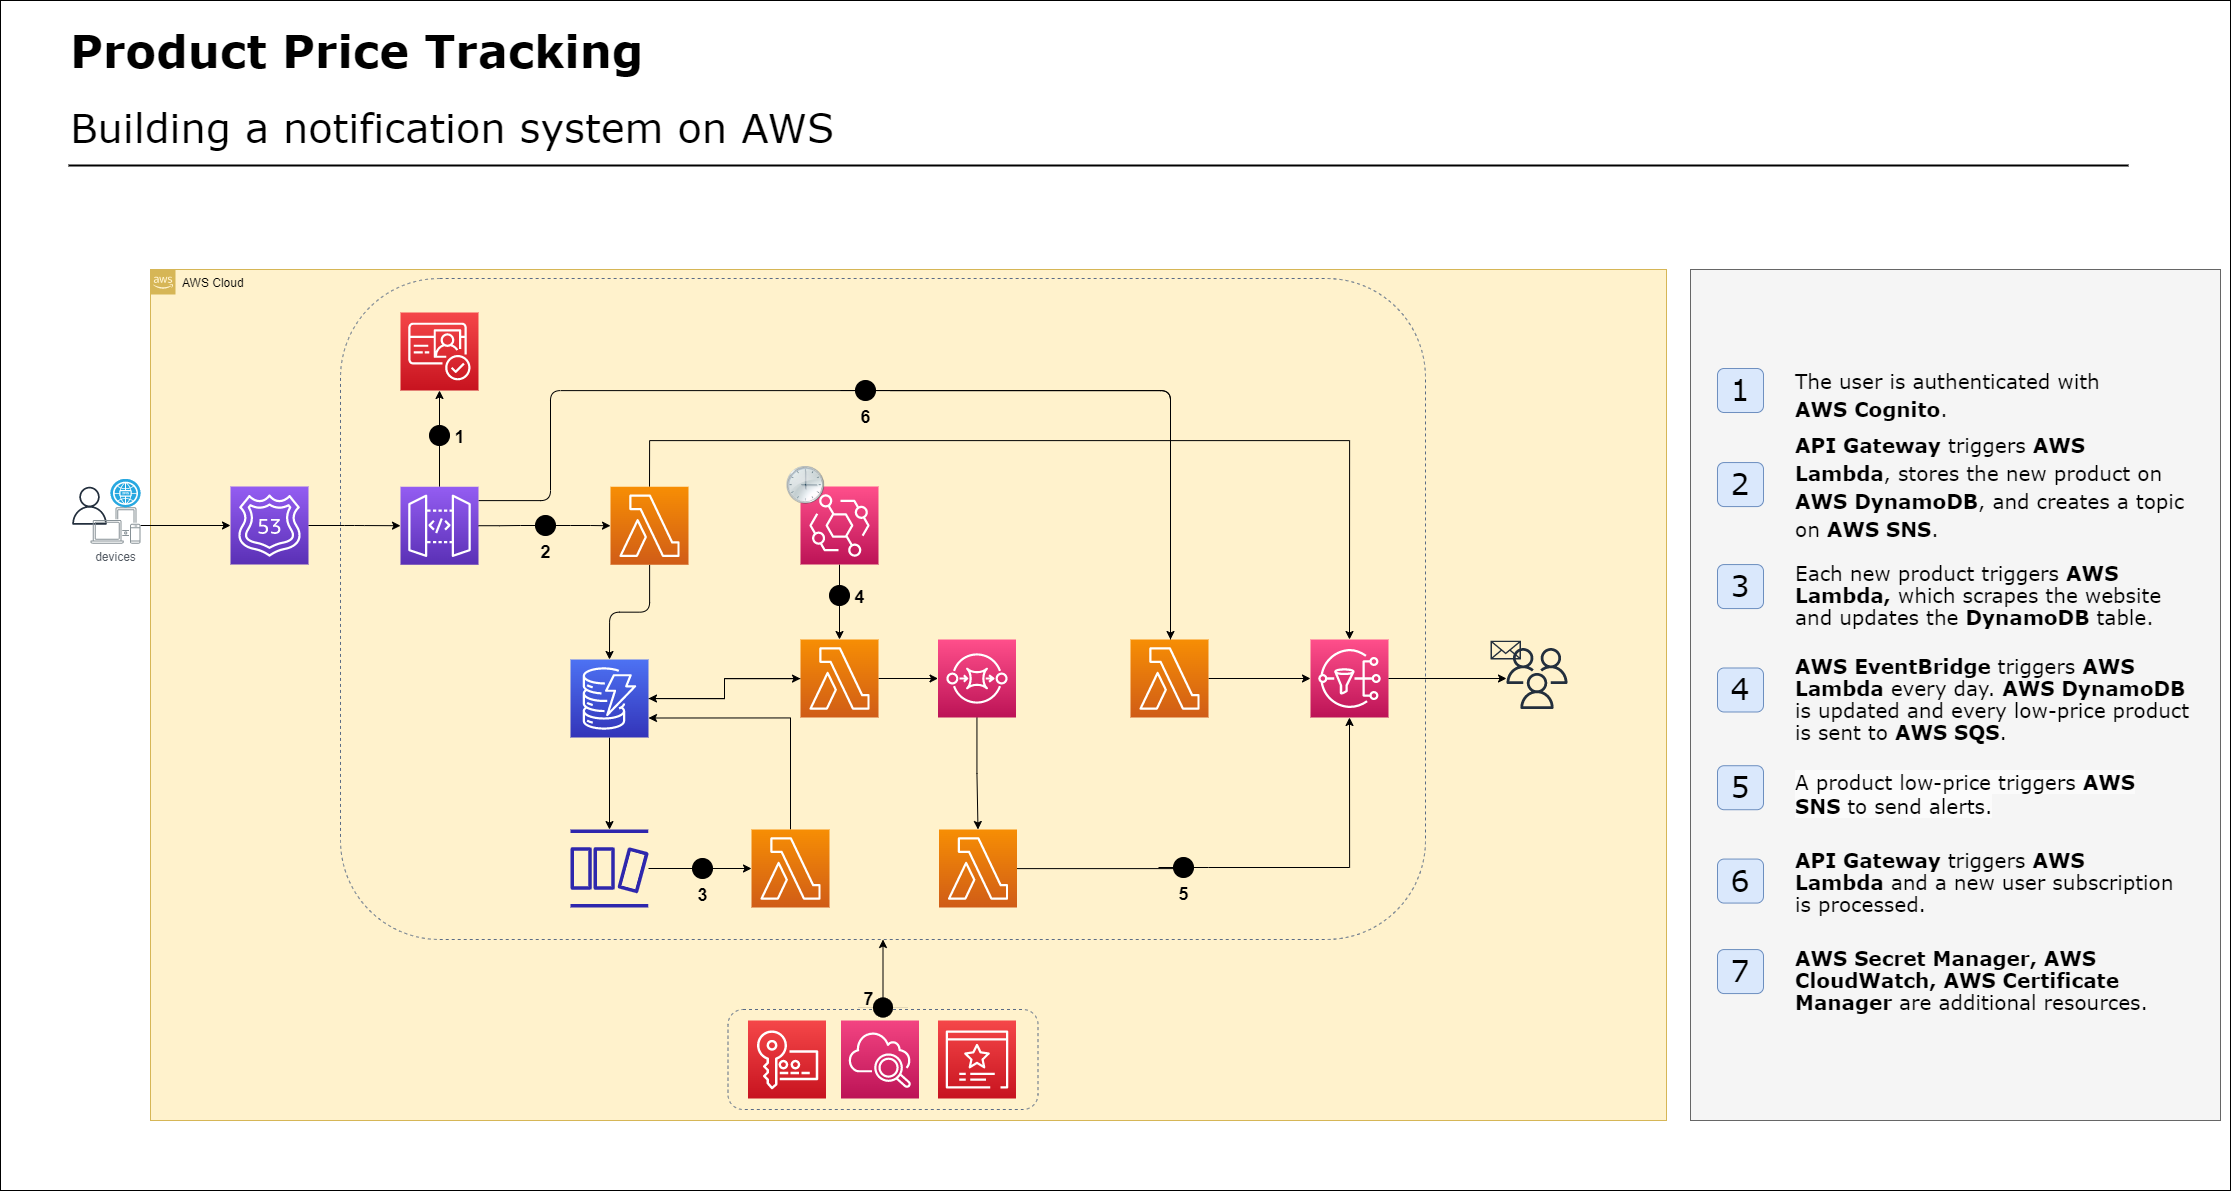 Product Price Tracking
Building a notification system on AWS
aws
AWS Cloud
1
6
53
devices
2
4
3
5
7
1
The user is authenticated with
AWS Cognito.
2
API Gateway triggers AWS
Lambda, stores the new product on
AWS DynamoDB, and creates a topic
on AWS SNS.
3
Each new product triggers AWS
Lambda, which scrapes the website
and updates the DynamoDB table.
4
AWS EventBridge triggers AWS
Lambda every day. AWS DynamoDB
is updated and every low-price product
is sent to AWS SQS.
5
A product low-price triggers AWS
SNS to send alerts.
6
API Gateway triggers AWS
Lambda and a new user subscription
is processed.
7
AWS Secret Manager, AWS
CloudWatch, AWS Certificate
Manager are additional resources.